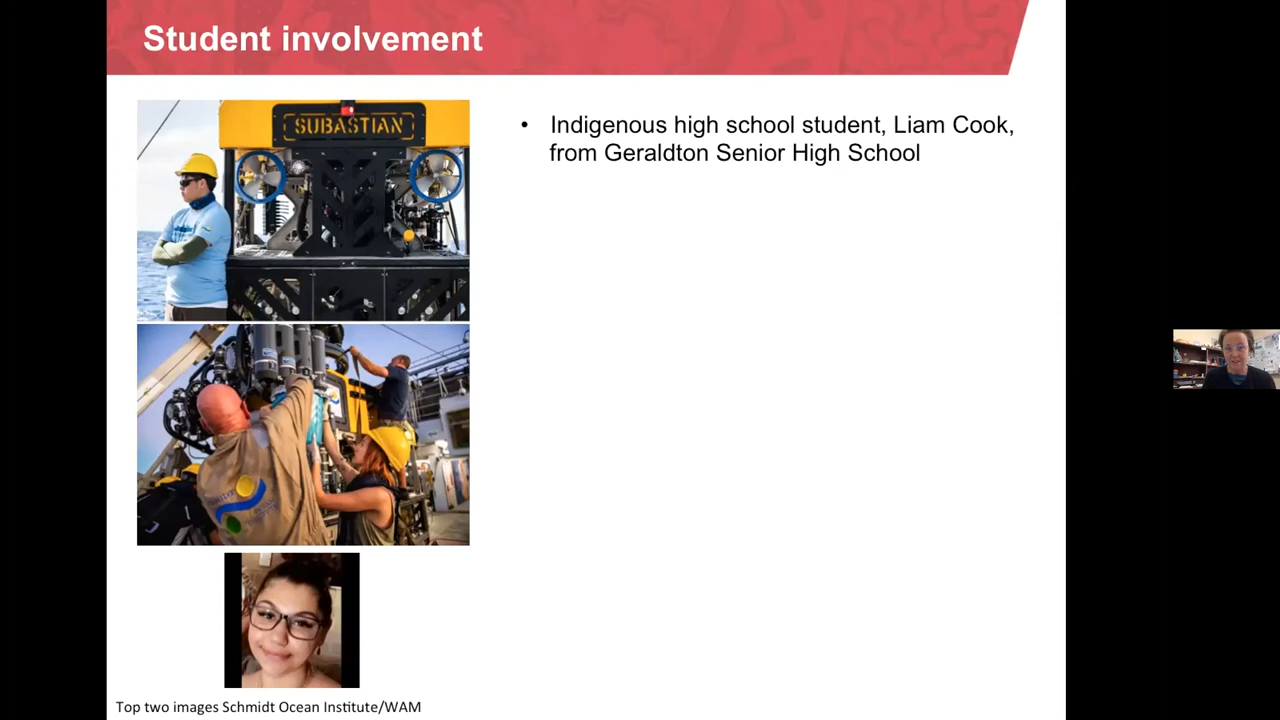 Student involvement
SUBASTIAN
• Indigenous high school student, Liam Cook,
from Geraldton Senior High School
Top two images Schmidt Ocean Institute/WAM